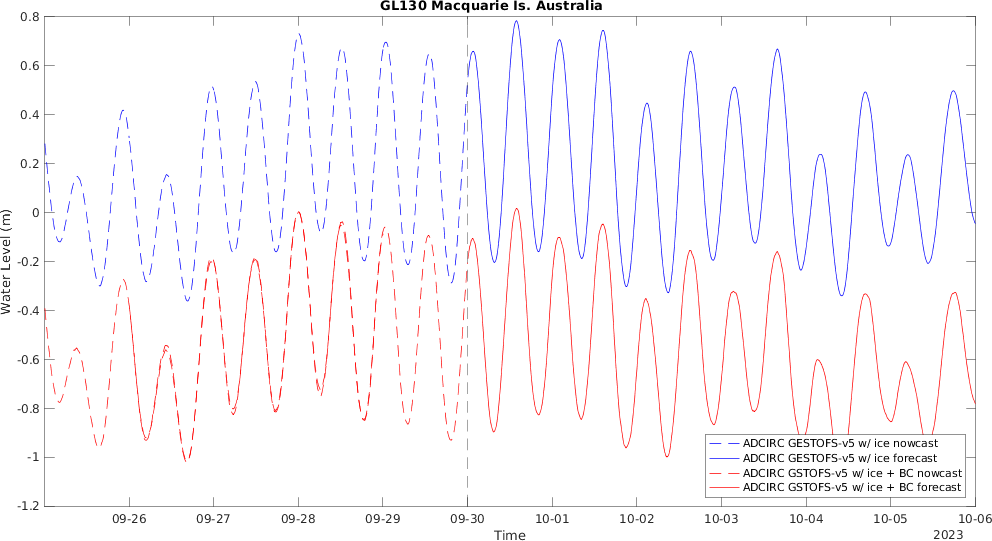 GL130 Macquarie Is. Australia
Water Level (m)
0.8
0.6
0.4
0.2
0
-0.2
-0.4
-0.6
-0.8
-1
-1.2
ADCIRC GESTOFS-v5 w/ ice nowcast
ADCIRC GESTOFS-v5 w/ ice forecast
ADCIRC GSTOFS-v5 w/ ice + BC nowcast
ADCIRC GSTOFS-v5 w/ ice + BC forecast
09-26 09-27 09-28 09-29 09-30 10-01 10-02 10-03 10-04 10-05 10-06
Time
2023